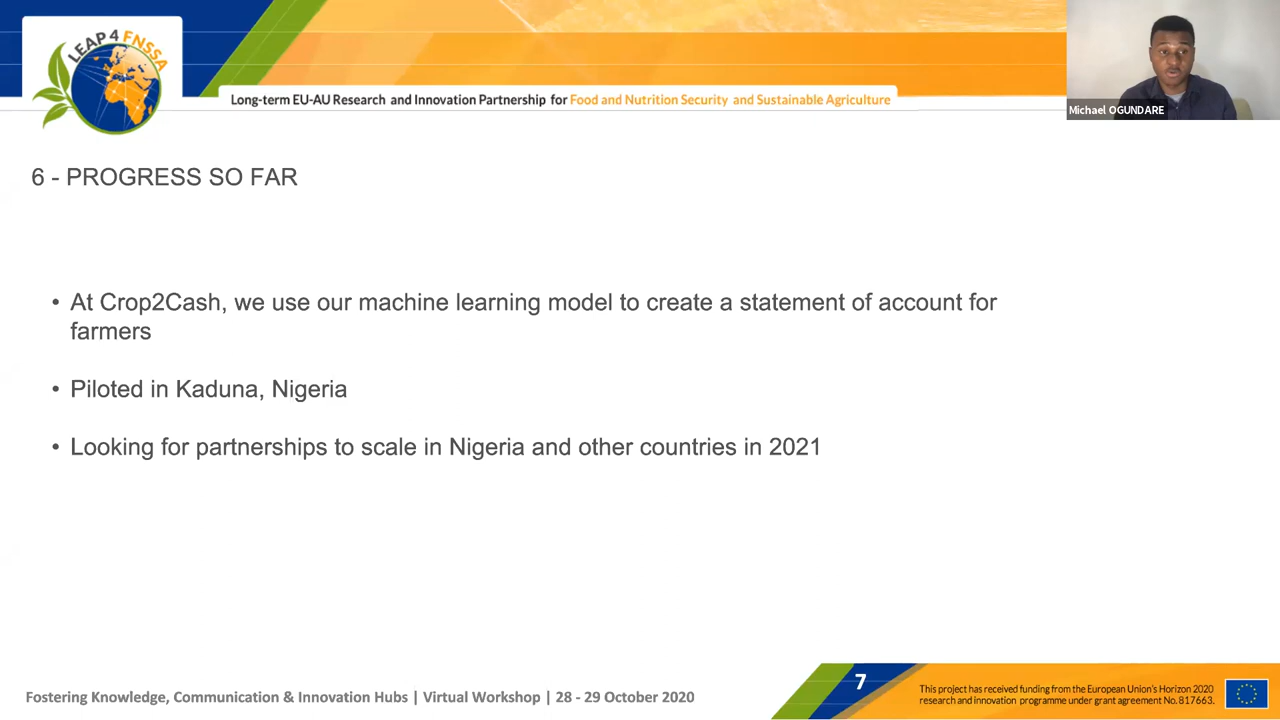 LEAP 4 FNSSA
Long-term EU-AU Research and Innovation Partnership for Food and Nutrition Security and Sustainable Agriculture
Michael OGUNDARE
6 - PROGRESS SO FAR
• At Crop2Cash, we use our machine learning model to create a statement of account for
farmers
• Piloted in Kaduna, Nigeria
• Looking for partnerships to scale in Nigeria and other countries in 2021
Fostering Knowledge, Communication & Innovation Hubs | Virtual Workshop | 28 - 29 October 2020
7
This project has received funding from the European Union's Horizon 2020
research and innovation programme under grant agreement No. 817663.